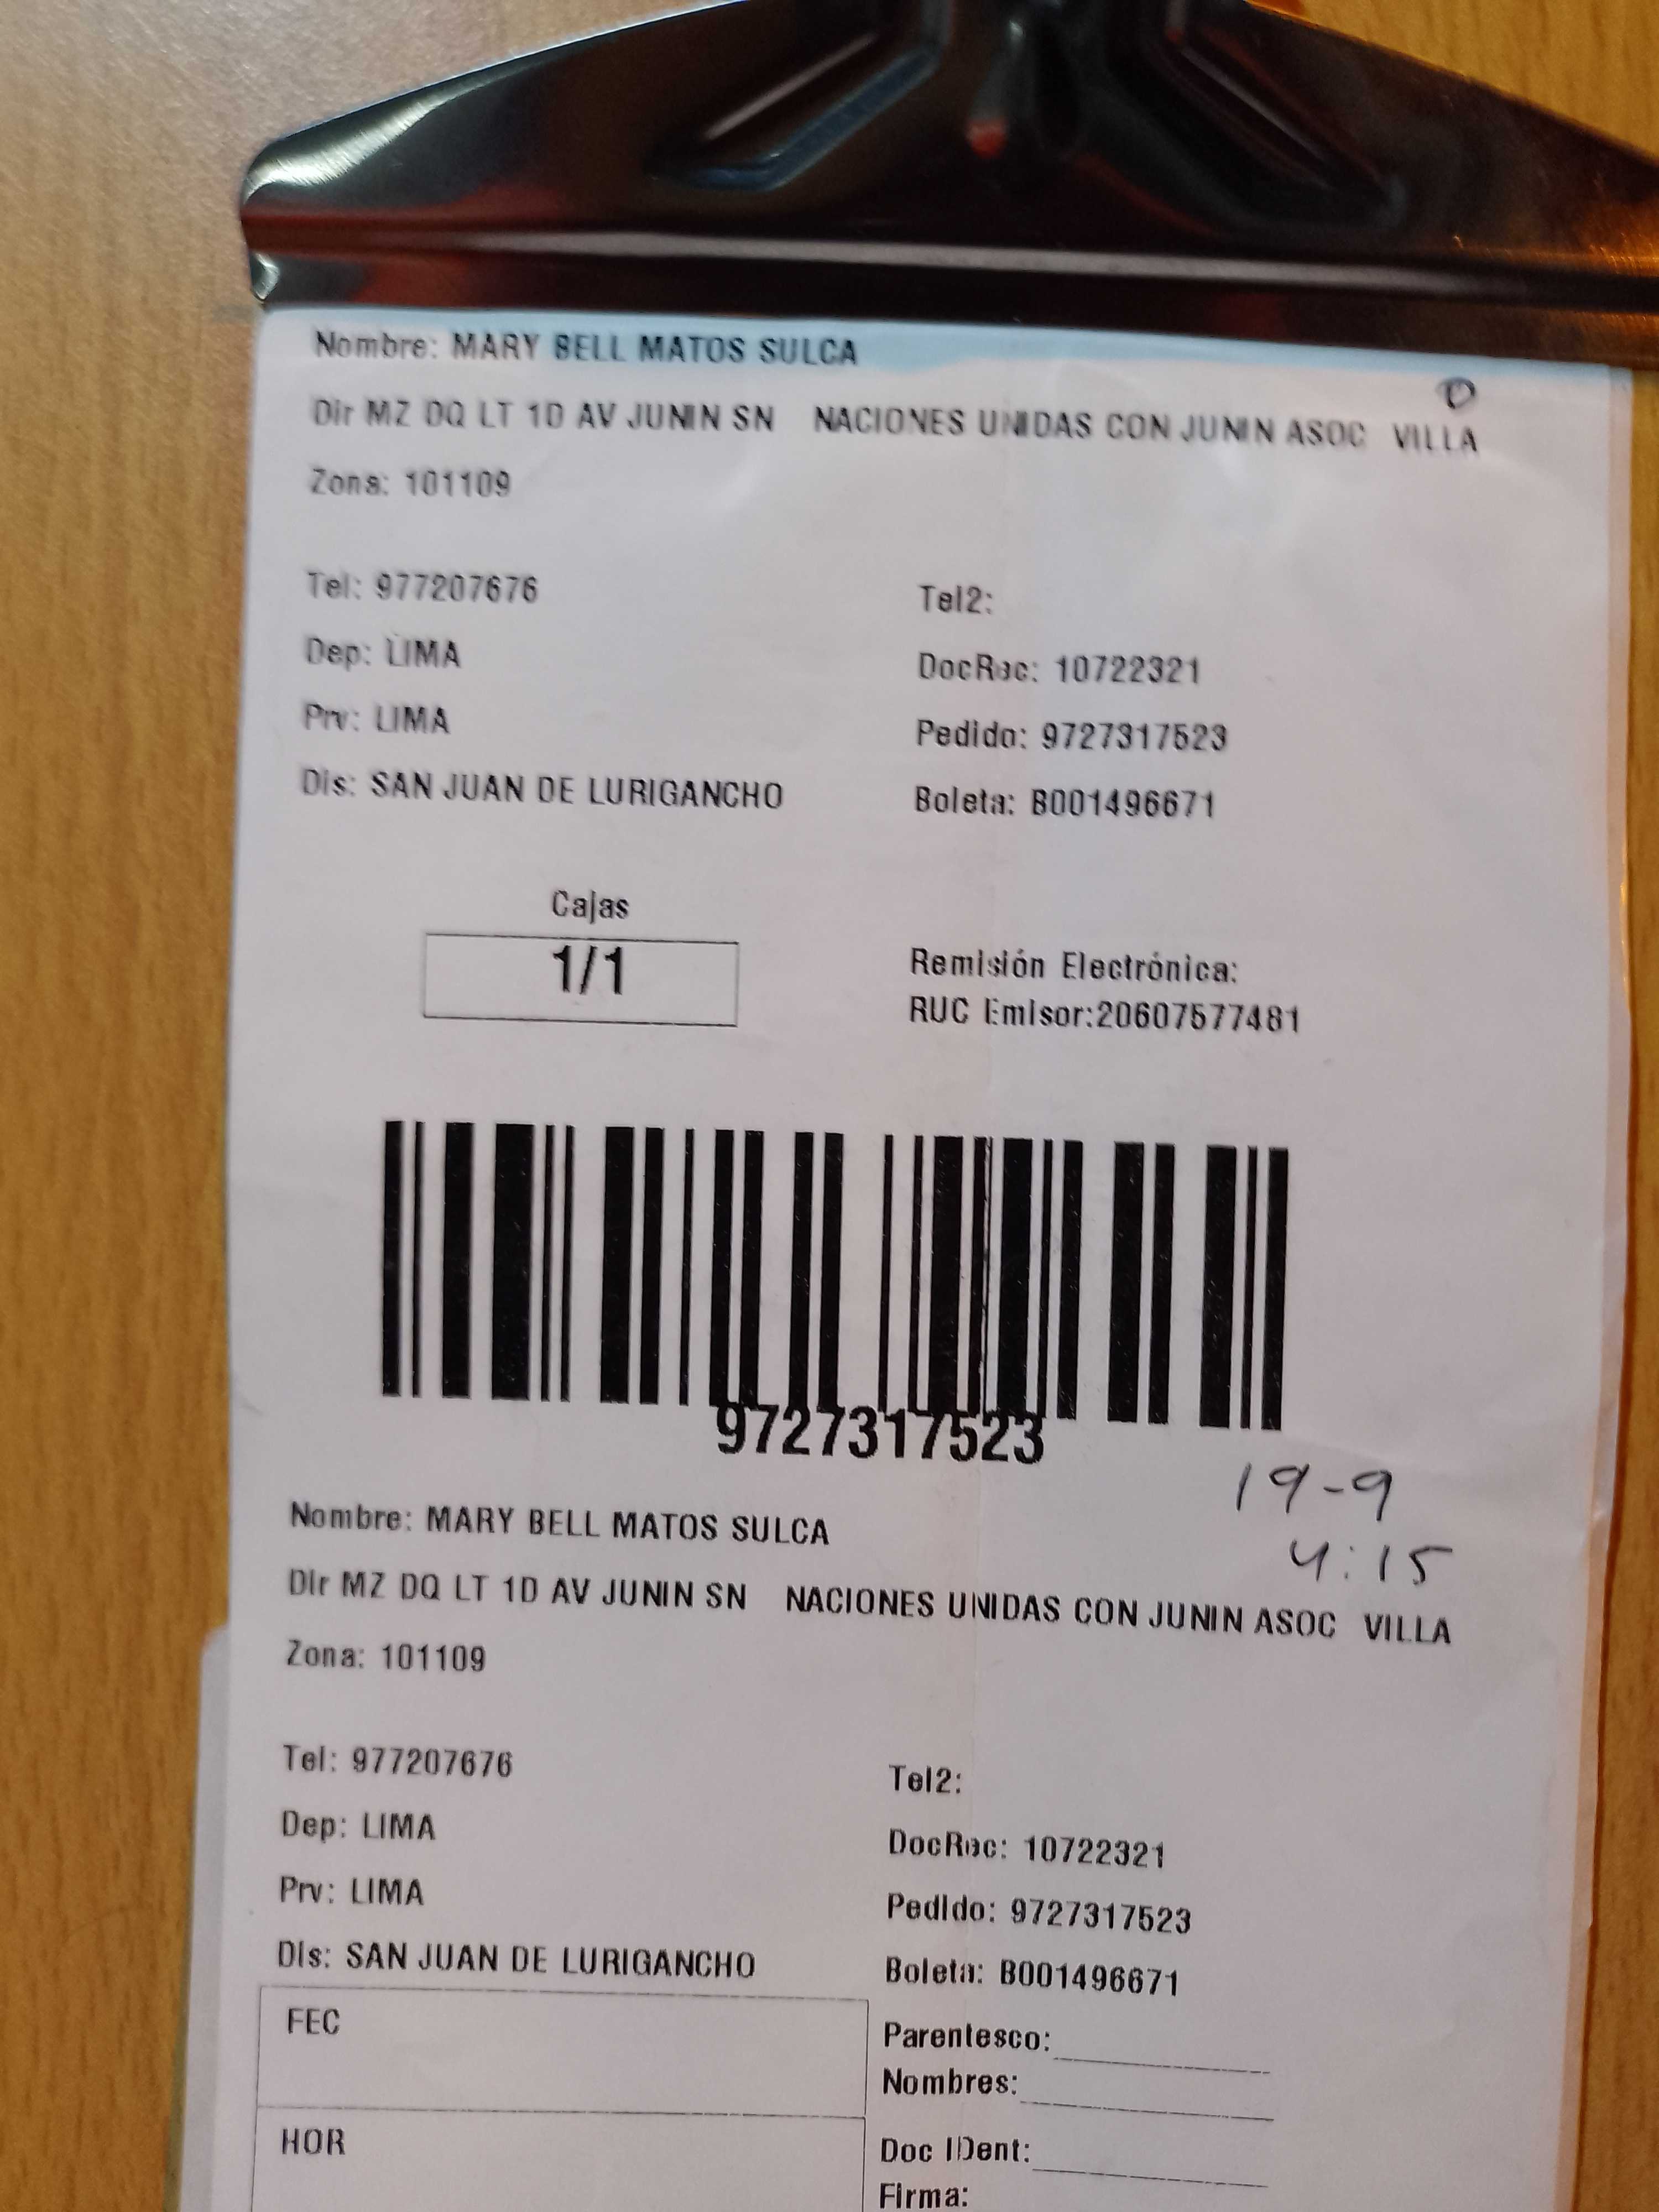 Nombre: MARY BELL MATOS SULCA
Dir MZ DQ LT 1D AV JUNIN SN NACIONES UNIDAS CON JUNIN ASOC VILLA
Zona: 101109
Tel: 977207676 Tel2:
Dep: LIMA DocRec: 10722321
Prv: LIMA Pedido: 9727317523
Dis: SAN JUAN DE LURIGANCHO Boleta: B001496671
Cajas
1/1
Remisión Electrónica:
RUC Emisor:20607577481
9727317523
19-9
4:15
Nombre: MARY BELL MATOS SULCA
Dir MZ DQ LT 1D AV JUNIN SN NACIONES UNIDAS CON JUNIN ASOC VILLA
Zona: 101109
Tel: 977207676 Tel2:
Dep: LIMA DocRec: 10722321
Prv: LIMA Pedido: 9727317523
Dis: SAN JUAN DE LURIGANCHO Boleta: B001496671
FEC Parentesco:
Nombres:
HOR Doc IDent:
Firma: